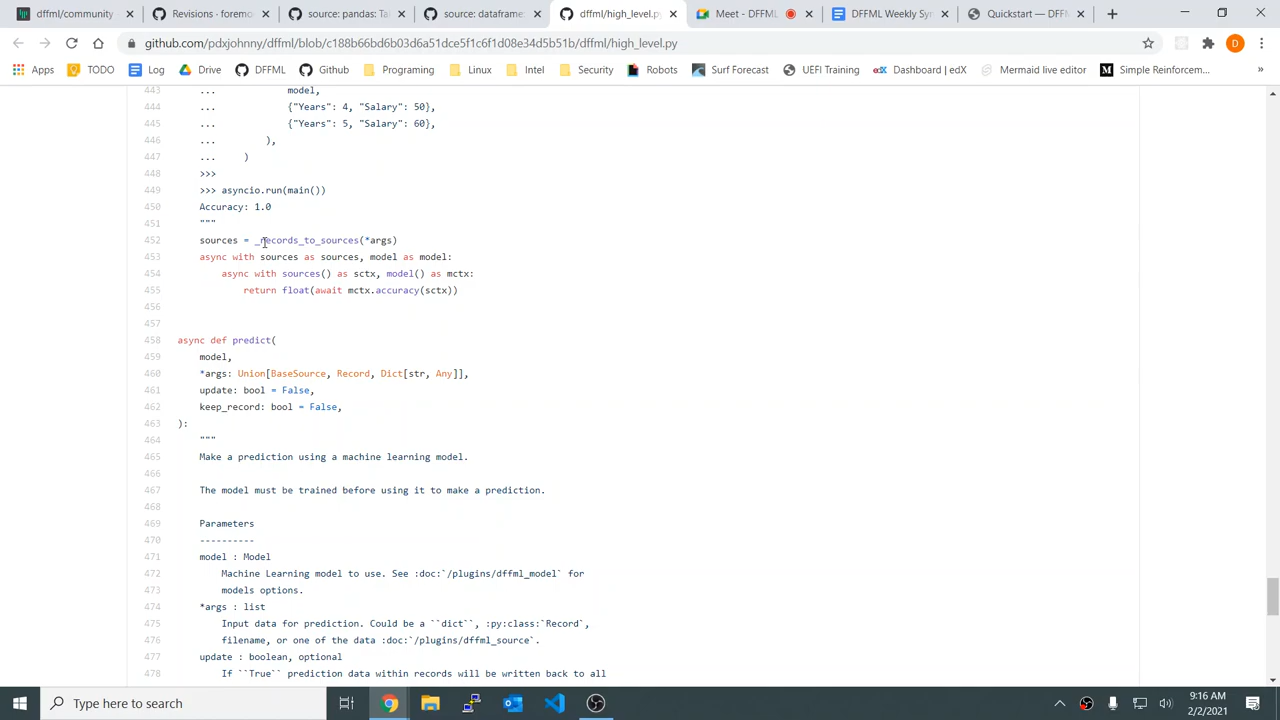 dffml/community
Revisions · foremo
source: pandas: Ta
source: dataframe:
dffml/high_level.py
Meet - DFFML
DFFML Weekly Syn
Quickstart — DFF
github.com/pdxjohnny/dffml/blob/c188b66bd6b03d6a51dce5f1c6f1d08e34d5b51b/dffml/high_level.py
Apps TODO Log Drive DFFML Github Programing Linux Intel Security Robots Surf Forecast UEFI Training Dashboard | edX Mermaid live editor Simple Reinforcem... »
443 ... model,
444 ... {"Years": 4, "Salary": 50},
445 ... {"Years": 5, "Salary": 60},
446 ... ),
447 ... )
448 >>>
449 >>> asyncio.run(main())
450 Accuracy: 1.0
451 """
452 sources = _records_to_sources(*args)
453 async with sources as sources, model as model:
454 async with sources() as sctx, model() as mctx:
455 return float(await mctx.accuracy(sctx))
456
457
458 async def predict(
459 model,
460 *args: Union[BaseSource, Record, Dict[str, Any]],
461 update: bool = False,
462 keep_record: bool = False,
463 ):
464 """
465 Make a prediction using a machine learning model.
466
467 The model must be trained before using it to make a prediction.
468
469 Parameters
470 ----------
471 model : Model
472 Machine Learning model to use. See :doc:`/plugins/dffml_model` for
473 models options.
474 *args : list
475 Input data for prediction. Could be a ``dict``, :py:class:`Record`,
476 filename, or one of the data :doc:`/plugins/dffml_source`.
477 update : boolean, optional
478 If ``True`` prediction data within records will be written back to all
Type here to search
9:16 AM
2/2/2021